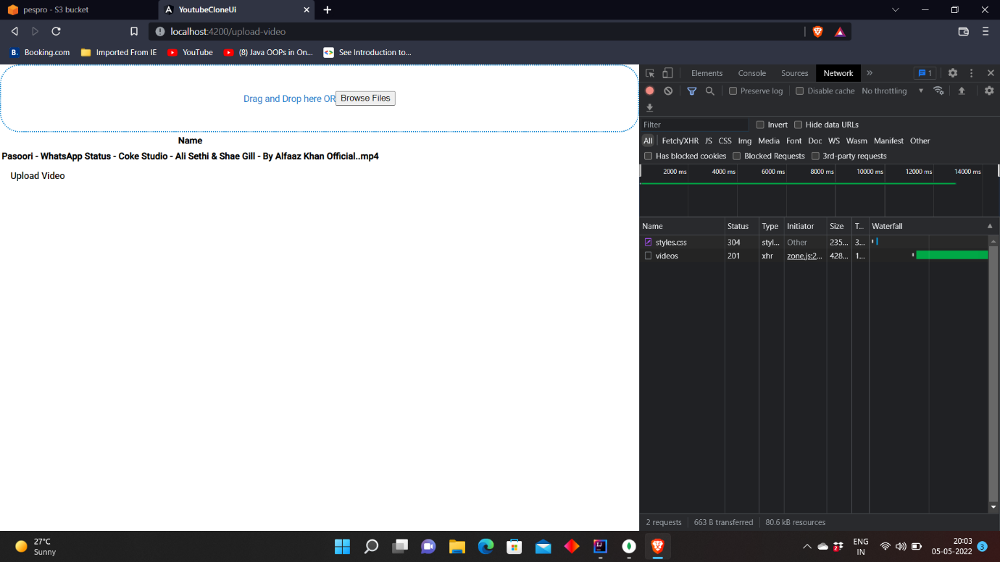 pespro - S3 bucket
YoutubeCloneUi
localhost:4200/upload-video
B. Booking.com Imported From IE YouTube (8) Java OOPs in On... See Introduction to...
Drag and Drop here OR Browse Files
Name
Pasoori - WhatsApp Status - Coke Studio - Ali Sethi & Shae Gill - By Alfaaz Khan Official..mp4
Upload Video
Elements Console Sources Network » 1
Preserve log Disable cache No throttling
Filter Invert Hide data URLs
All Fetch/XHR JS CSS Img Media Font Doc WS Wasm Manifest Other
Has blocked cookies Blocked Requests 3rd-party requests
2000 ms 4000 ms 6000 ms 8000 ms 10000 ms 12000 ms 14000 ms
Name Status Type Initiator Size T... Waterfall
styles.css 304 styl... Other 235... 3...
videos 201 xhr zone.js:2... 428... 1...
2 requests 663 B transferred 80.6 kB resources
27°C
Sunny
ENG
IN
20:03
05-05-2022
3